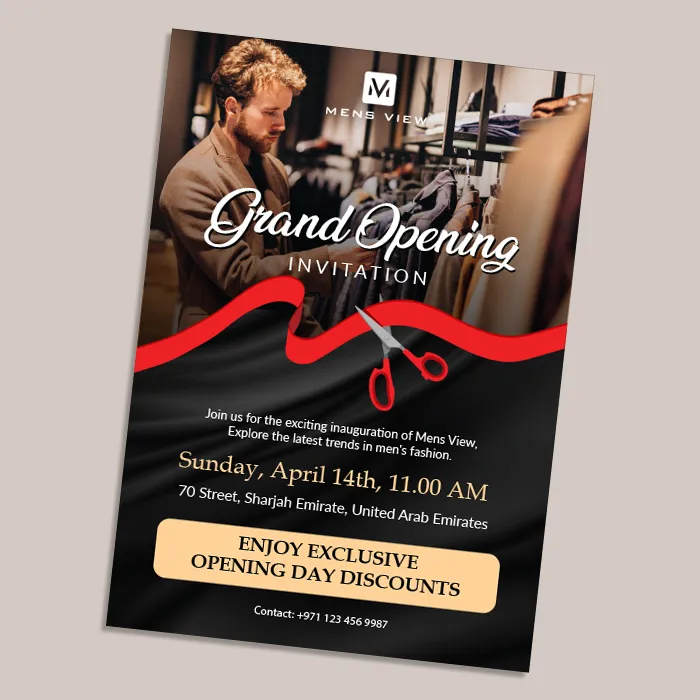 MENS VIEW
Grand Opening
INVITATION
Join us for the exciting inauguration of Mens View,
Explore the latest trends in men's fashion.
Sunday, April 14th, 11.00 AM
70 Street, Sharjah Emirate, United Arab Emirates
ENJOY EXCLUSIVE
OPENING DAY DISCOUNTS
Contact: +971 123 456 9987